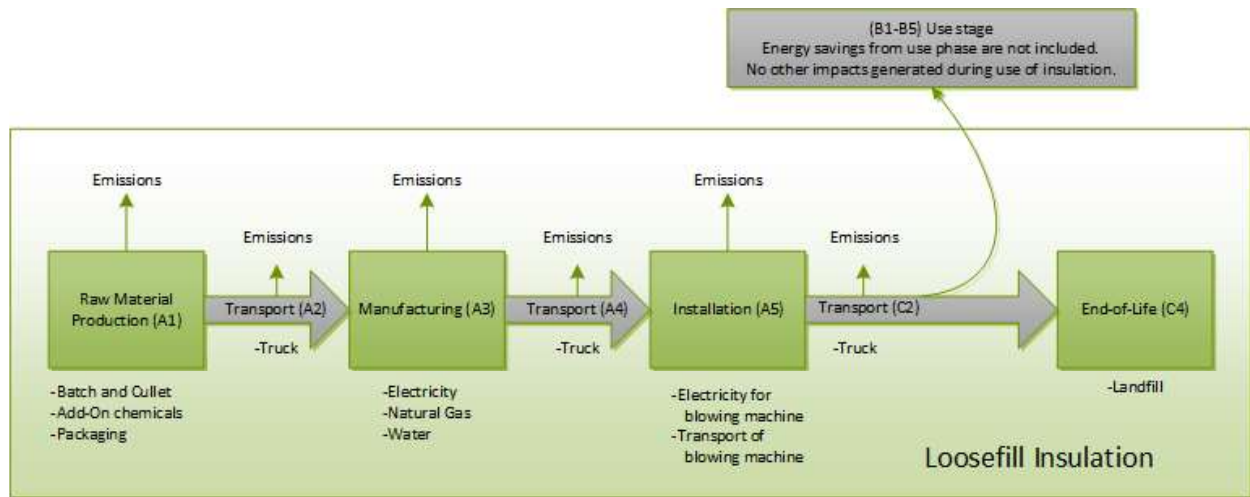 (B1-B5) Use stage
Energy savings from use phase are not included.
No other impacts generated during use of insulation.
Emissions
Emissions
Emissions
Emissions
Emissions
Emissions
Raw Material
Production (A1)
Transport (A2)
Manufacturing (A3)
Transport (A4)
Installation (A5)
Transport (C2)
End-of-Life (C4)
-Truck
-Truck
-Truck
-Batch and Cullet
-Add-On chemicals
-Packaging
-Electricity
-Natural Gas
-Water
-Electricity for
blowing machine
-Transport of
blowing machine
-Landfill
Loosefill Insulation